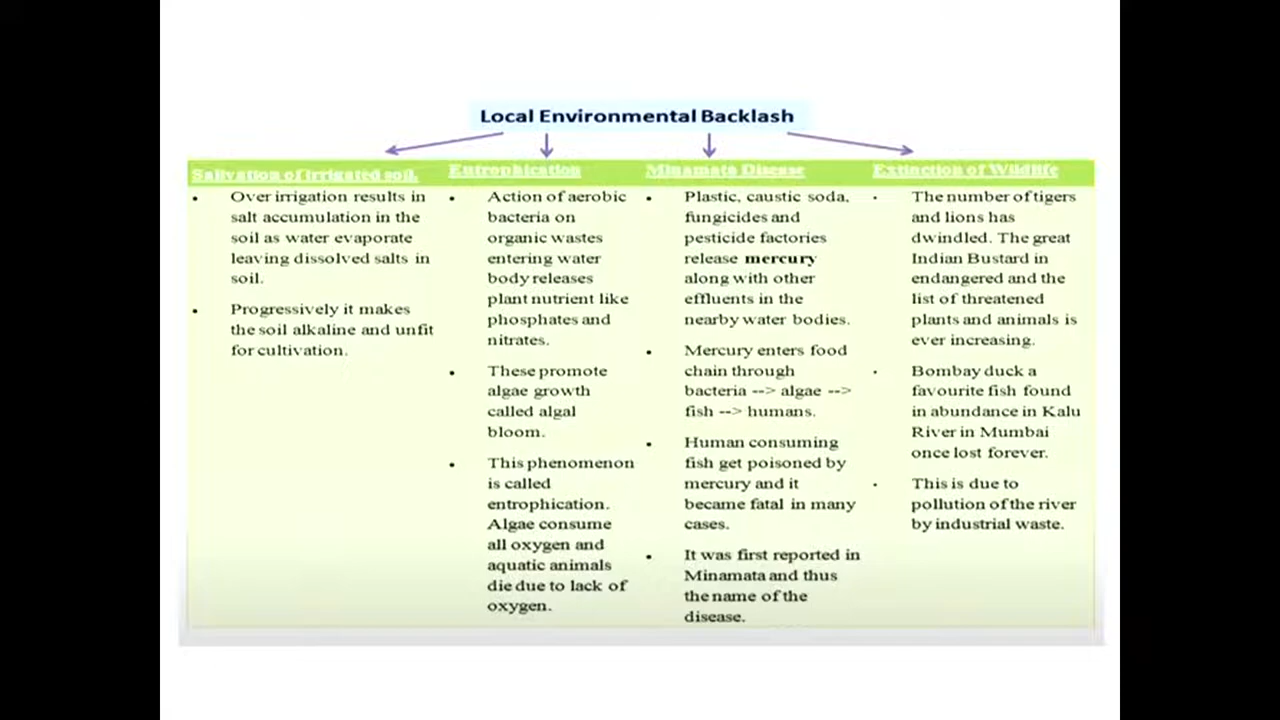 Local Environmental Backlash
Salivation of irrigated soil.
Over irrigation results in
salt accumulation in the
soil as water evaporate
leaving dissolved salts in
soil.
Progressively it makes
the soil alkaline and unfit
for cultivation.
Entrophication
Action of aerobic
bacteria on
organic wastes
entering water
body releases
plant nutrient like
phosphates and
nitrates.
These promote
algae growth
called algal
bloom.
This phenomenon
is called
entrophication.
Algae consume
all oxygen and
aquatic animals
die due to lack of
oxygen.
Minamata Disease
Plastic, caustic soda,
fungicides and
pesticide factories
release mercury
along with other
effluents in the
nearby water bodies.
Mercury enters food
chain through
bacteria --> algae -->
fish --> humans.
Human consuming
fish get poisoned by
mercury and it
became fatal in many
cases.
It was first reported in
Minamata and thus
the name of the
disease.
Extinction of Wildlife
The number of tigers
and lions has
dwindled. The great
Indian Bustard in
endangered and the
list of threatened
plants and animals is
ever increasing.
Bombay duck a
favourite fish found
in abundance in Kalu
River in Mumbai
once lost forever.
This is due to
pollution of the river
by industrial waste.